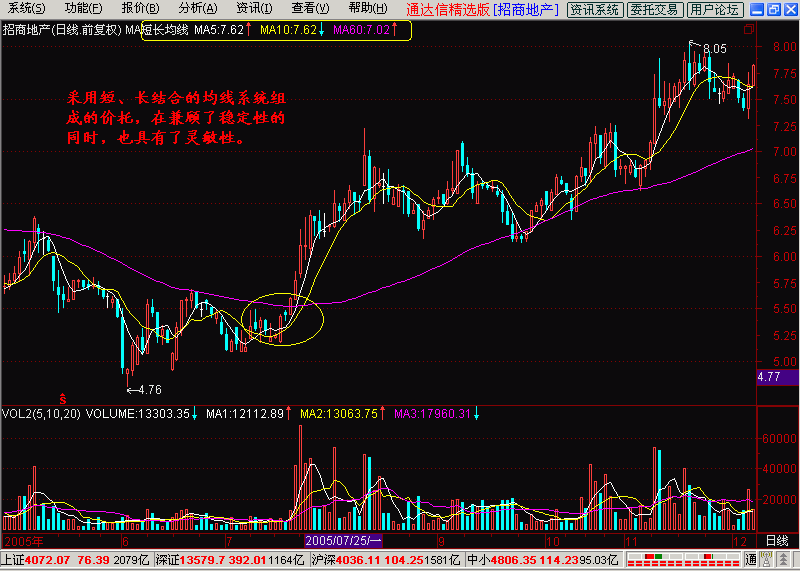 系统(S) 功能(F) 报价(B) 分析(A) 资讯(I) 查看(V) 帮助(H) 通达信精选版 [招商地产] 资讯系统 委托交易 用户论坛
招商地产(日线.前复权) MA短长均线 MA5:7.62↑ MA10:7.62↓ MA60:7.02↑
采用短、长结合的均线系统组
成的价托，在兼顾了稳定性的
同时，也具有了灵敏性。
8.05
8.00
7.75
7.50
7.25
7.00
6.75
6.50
6.25
6.00
5.75
5.50
5.25
5.00
4.77
←4.76
S
VOL2(5,10,20) VOLUME:13303.35↓ MA1:12112.89↑ MA2:13063.75↑ MA3:17960.31↓
60000
40000
20000
2005年 6 7 2005/07/25/一 9 10 11 12 日线
上证4072.07 76.39 2079亿 深证13579.7 392.01 1164亿 沪深4036.11 104.25 1581亿 中小4806.35 114.23 95.03亿 通